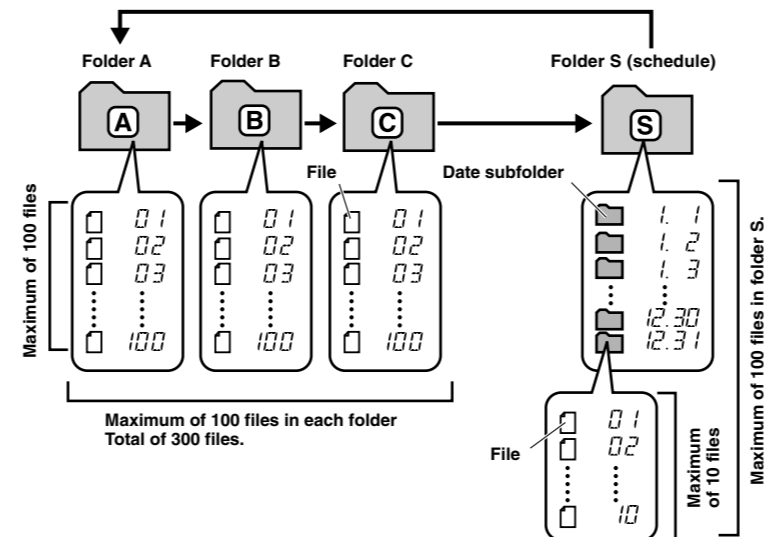 Folder A
Folder B
Folder C
Folder S (schedule)
A
B
C
S
File
Date subfolder
Maximum of 100 files
01
02
03
100
01
02
03
100
01
02
03
100
1. 1
1. 2
1. 3
12.30
12.31
Maximum of 100 files in folder S.
Maximum of 100 files in each folder
Total of 300 files.
File
01
02
10
Maximum
of 10 files